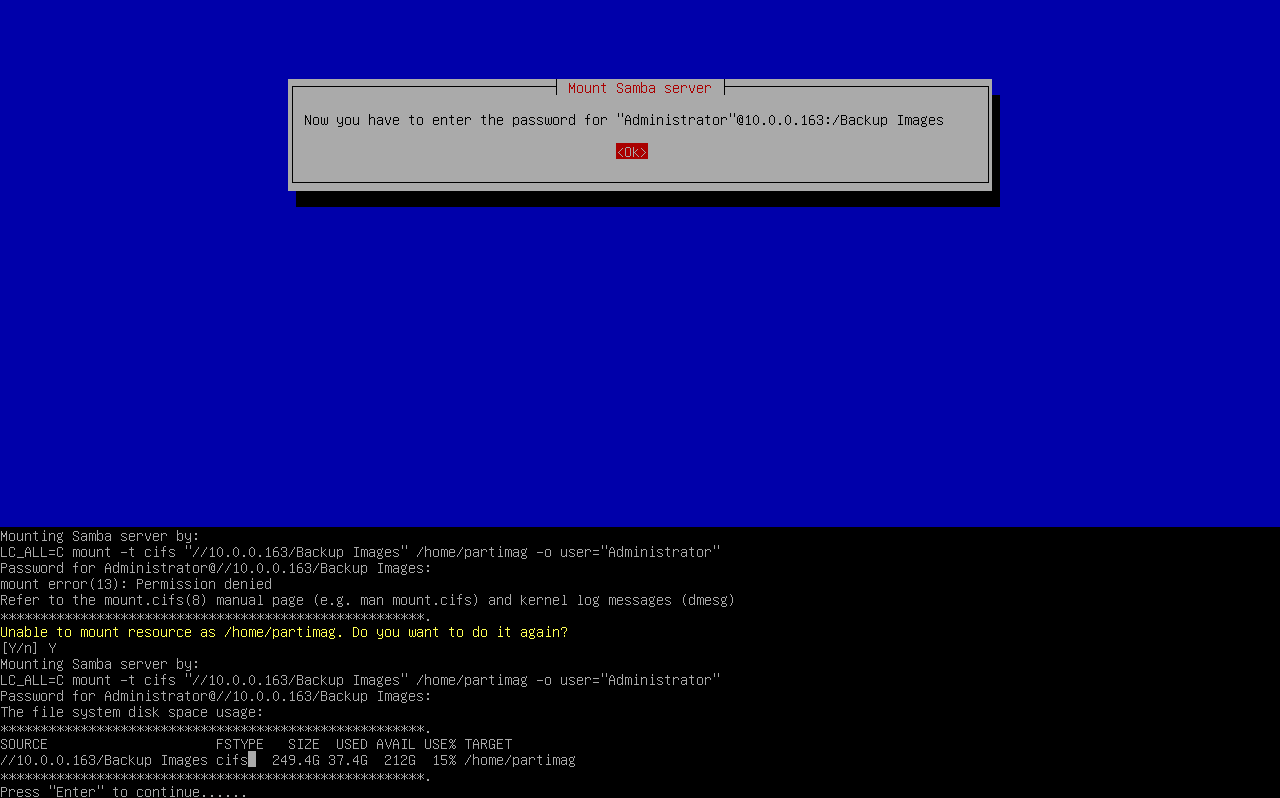 Mount Samba server
Now you have to enter the password for "Administrator"@10.0.0.163:/Backup Images
<Ok>
Mounting Samba server by:
LC_ALL=C mount -t cifs "//10.0.0.163/Backup Images" /home/partimag -o user="Administrator"
Password for Administrator@//10.0.0.163/Backup Images:
mount error(13): Permission denied
Refer to the mount.cifs(8) manual page (e.g. man mount.cifs) and kernel log messages (dmesg)
*****************************************************.
Unable to mount resource as /home/partimag. Do you want to do it again?
[Y/n] Y
Mounting Samba server by:
LC_ALL=C mount -t cifs "//10.0.0.163/Backup Images" /home/partimag -o user="Administrator"
Password for Administrator@//10.0.0.163/Backup Images:
The file system disk space usage:
*****************************************************.
SOURCE                     FSTYPE   SIZE  USED AVAIL USE% TARGET
//10.0.0.163/Backup Images cifs   249.4G 37.4G  212G  15% /home/partimag
*****************************************************.
Press "Enter" to continue......